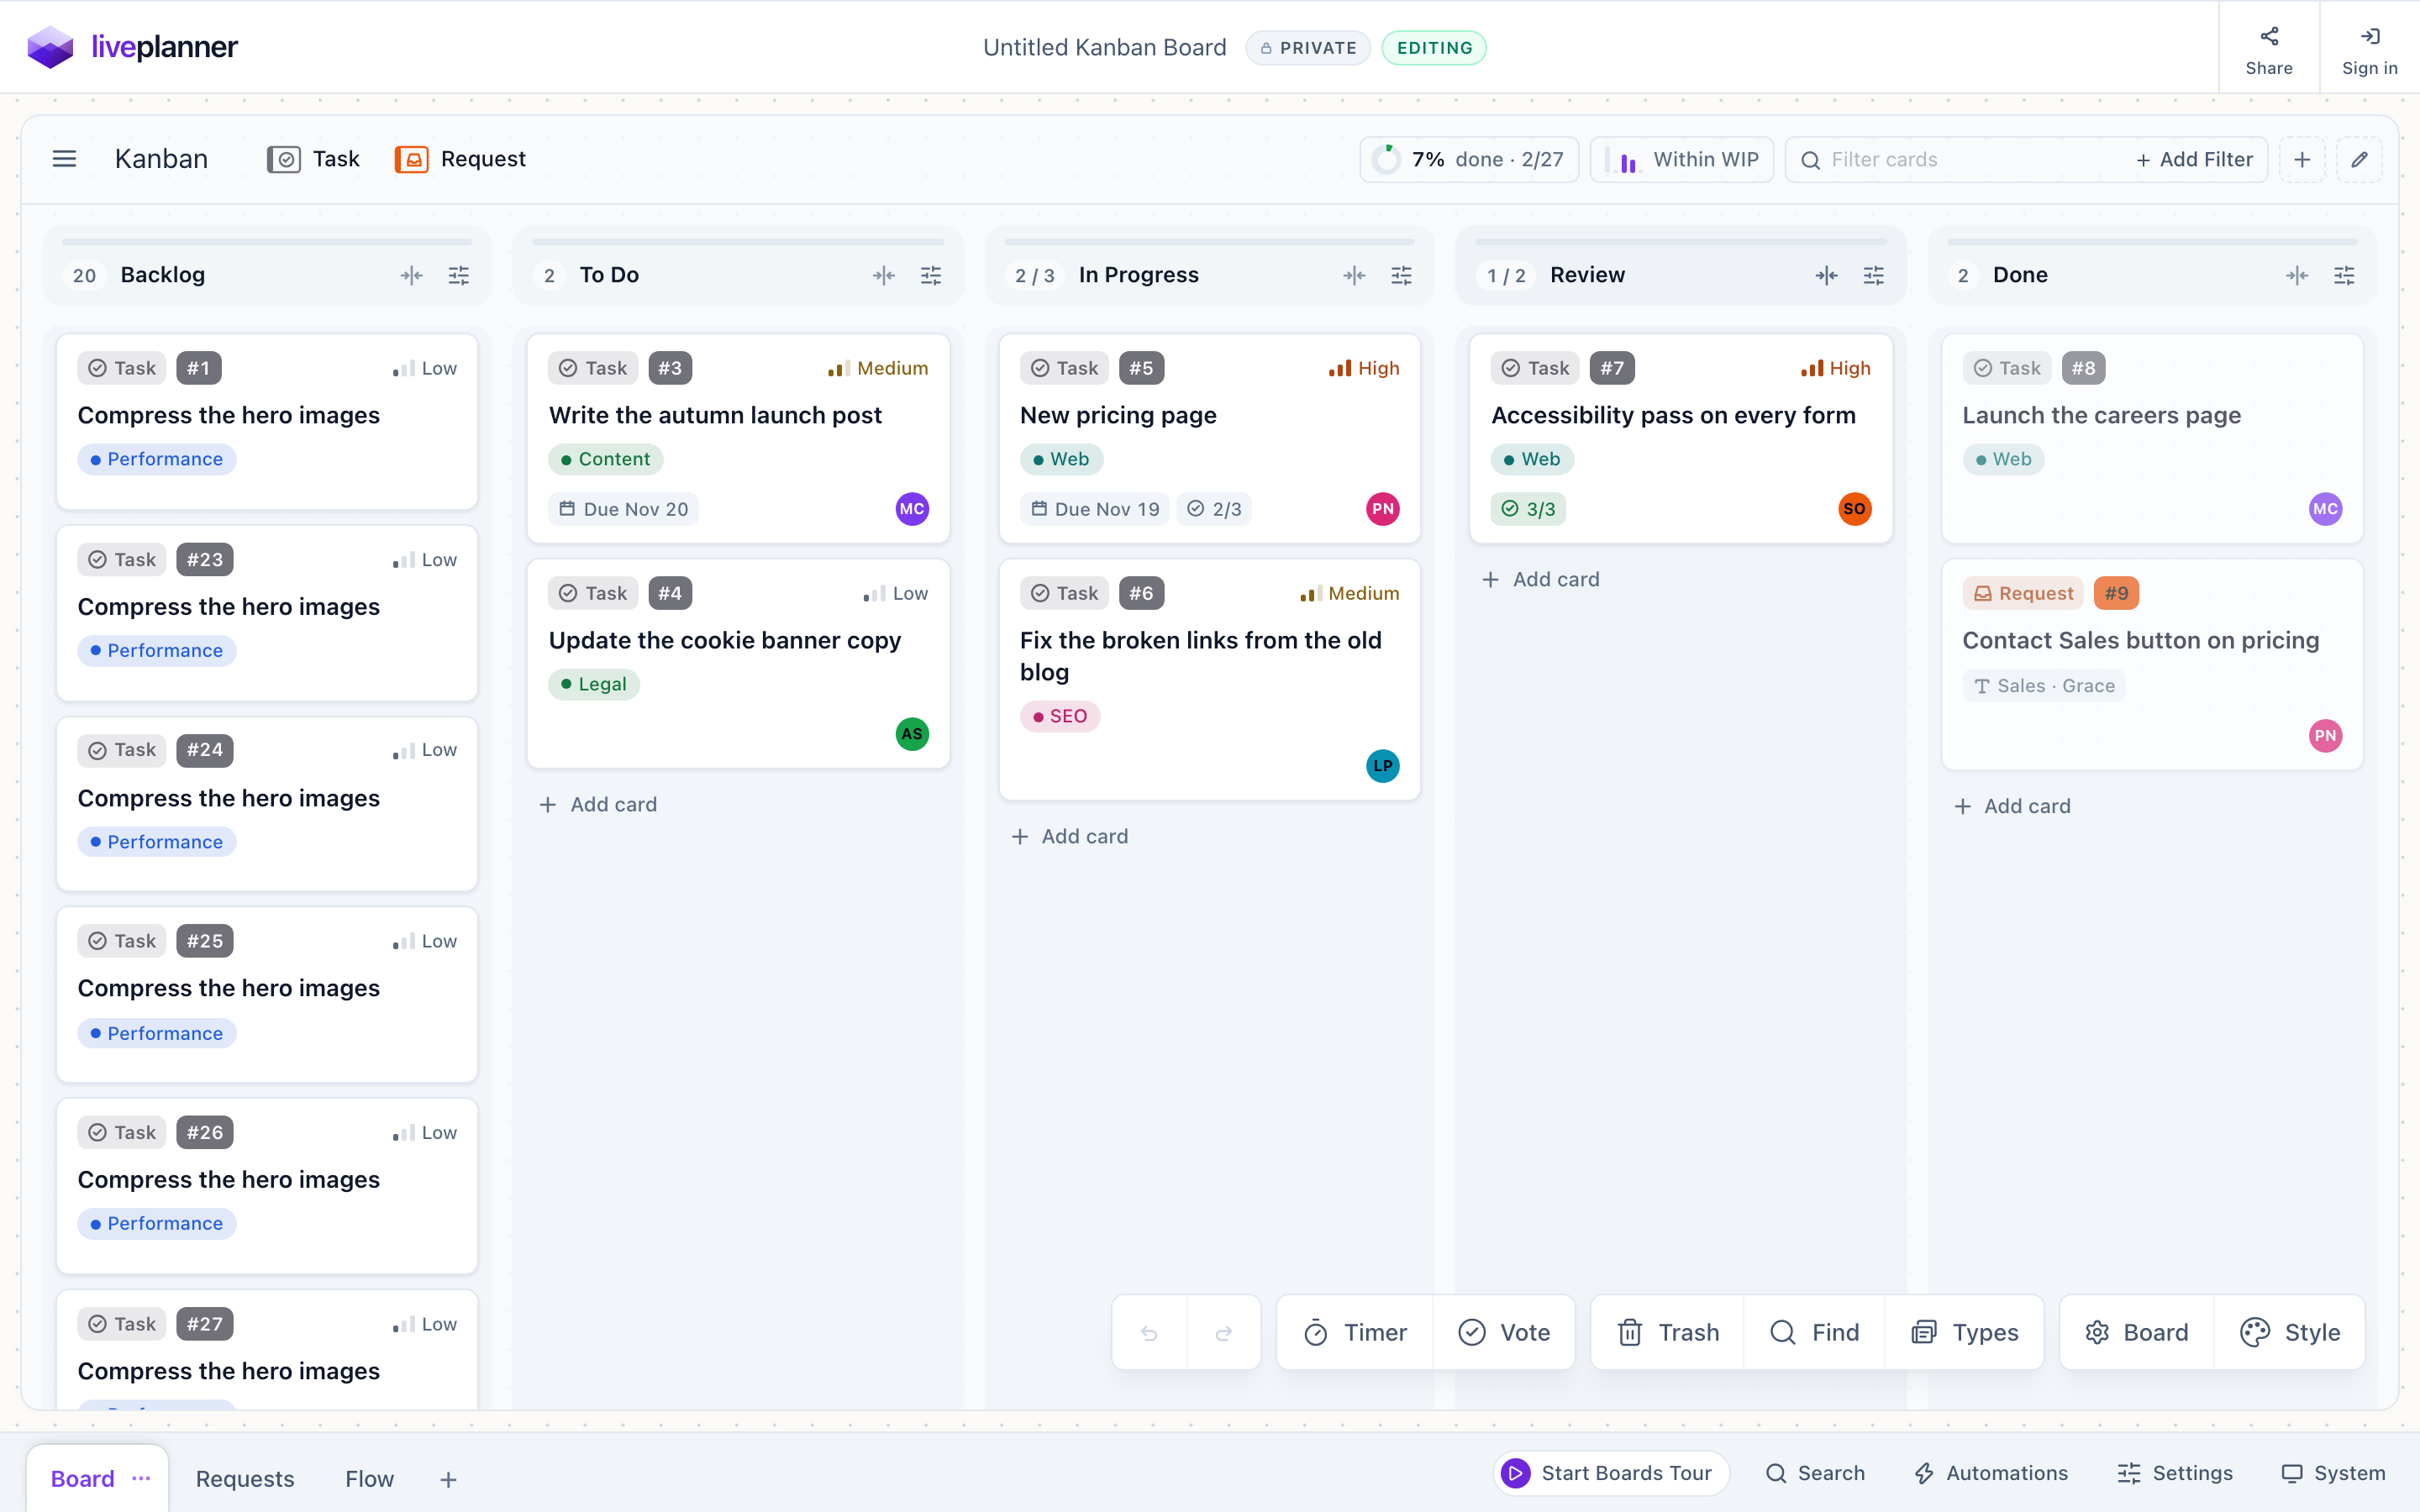 liveplanner
Untitled Kanban Board
PRIVATE
EDITING
Share
Sign in
Kanban
Task
Request
7% done · 2/27
Within WIP
Filter cards
+ Add Filter
20 Backlog
2 To Do
2 / 3 In Progress
1 / 2 Review
2 Done
Task #1 Low
Compress the hero images
Performance
Task #23 Low
Compress the hero images
Performance
Task #24 Low
Compress the hero images
Performance
Task #25 Low
Compress the hero images
Performance
Task #26 Low
Compress the hero images
Performance
Task #27 Low
Compress the hero images
Task #3 Medium
Write the autumn launch post
Content
Due Nov 20 MC
Task #4 Low
Update the cookie banner copy
Legal
AS
+ Add card
Task #5 High
New pricing page
Web
Due Nov 19 2/3 PN
Task #6 Medium
Fix the broken links from the old
blog
SEO
LP
+ Add card
Task #7 High
Accessibility pass on every form
Web
3/3 SO
+ Add card
Task #8
Launch the careers page
Web
MC
Request #9
Contact Sales button on pricing
Sales · Grace
PN
+ Add card
Timer
Vote
Trash
Find
Types
Board
Style
Board ···
Requests
Flow
+
Start Boards Tour
Search
Automations
Settings
System